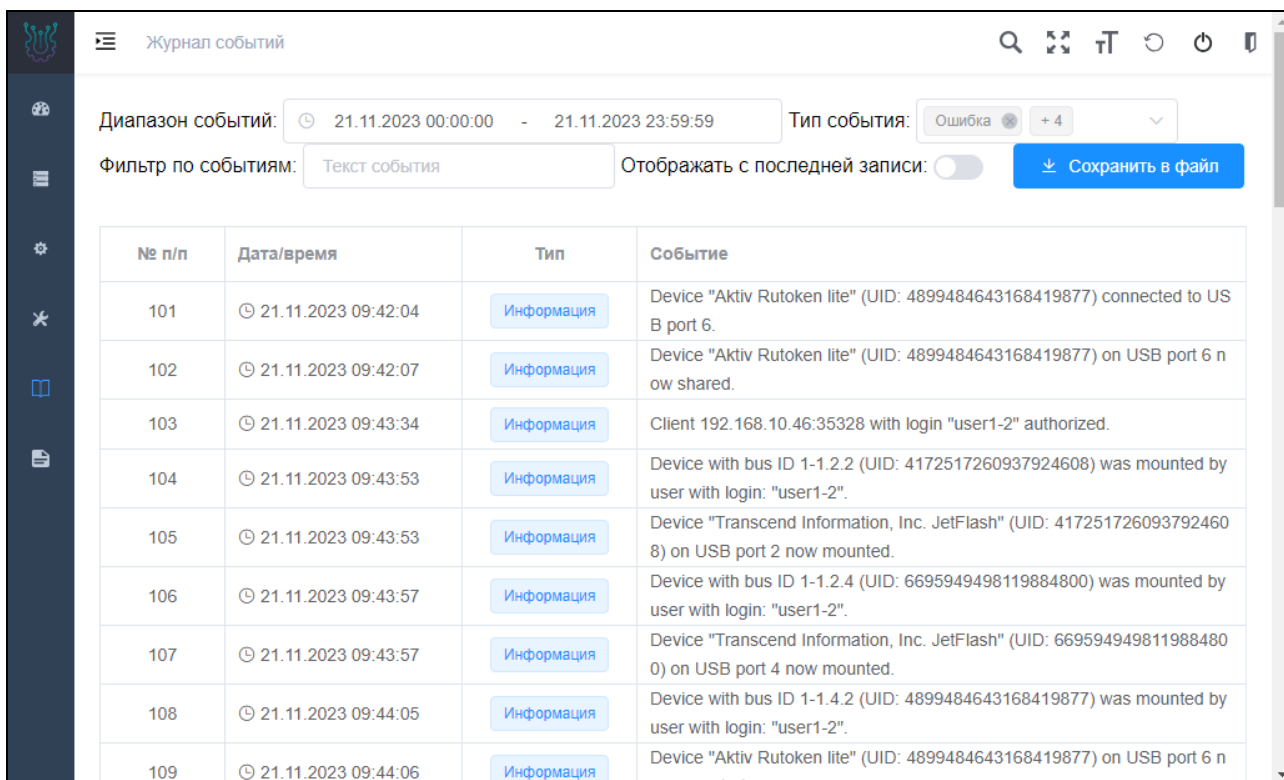 Журнал событий
Диапазон событий: 21.11.2023 00:00:00 - 21.11.2023 23:59:59 Тип события: Ошибка + 4
Фильтр по событиям: Текст события Отображать с последней записи: Сохранить в файл
№ п/п Дата/время Тип Событие
101 21.11.2023 09:42:04 Информация Device "Aktiv Rutoken lite" (UID: 4899484643168419877) connected to US
B port 6.
102 21.11.2023 09:42:07 Информация Device "Aktiv Rutoken lite" (UID: 4899484643168419877) on USB port 6 n
ow shared.
103 21.11.2023 09:43:34 Информация Client 192.168.10.46:35328 with login "user1-2" authorized.
104 21.11.2023 09:43:53 Информация Device with bus ID 1-1.2.2 (UID: 4172517260937924608) was mounted by
user with login: "user1-2".
105 21.11.2023 09:43:53 Информация Device "Transcend Information, Inc. JetFlash" (UID: 417251726093792460
8) on USB port 2 now mounted.
106 21.11.2023 09:43:57 Информация Device with bus ID 1-1.2.4 (UID: 6695949498119884800) was mounted by
user with login: "user1-2".
107 21.11.2023 09:43:57 Информация Device "Transcend Information, Inc. JetFlash" (UID: 669594949811988480
0) on USB port 4 now mounted.
108 21.11.2023 09:44:05 Информация Device with bus ID 1-1.4.2 (UID: 4899484643168419877) was mounted by
user with login: "user1-2".
109 21.11.2023 09:44:06 Информация Device "Aktiv Rutoken lite" (UID: 4899484643168419877) on USB port 6 n